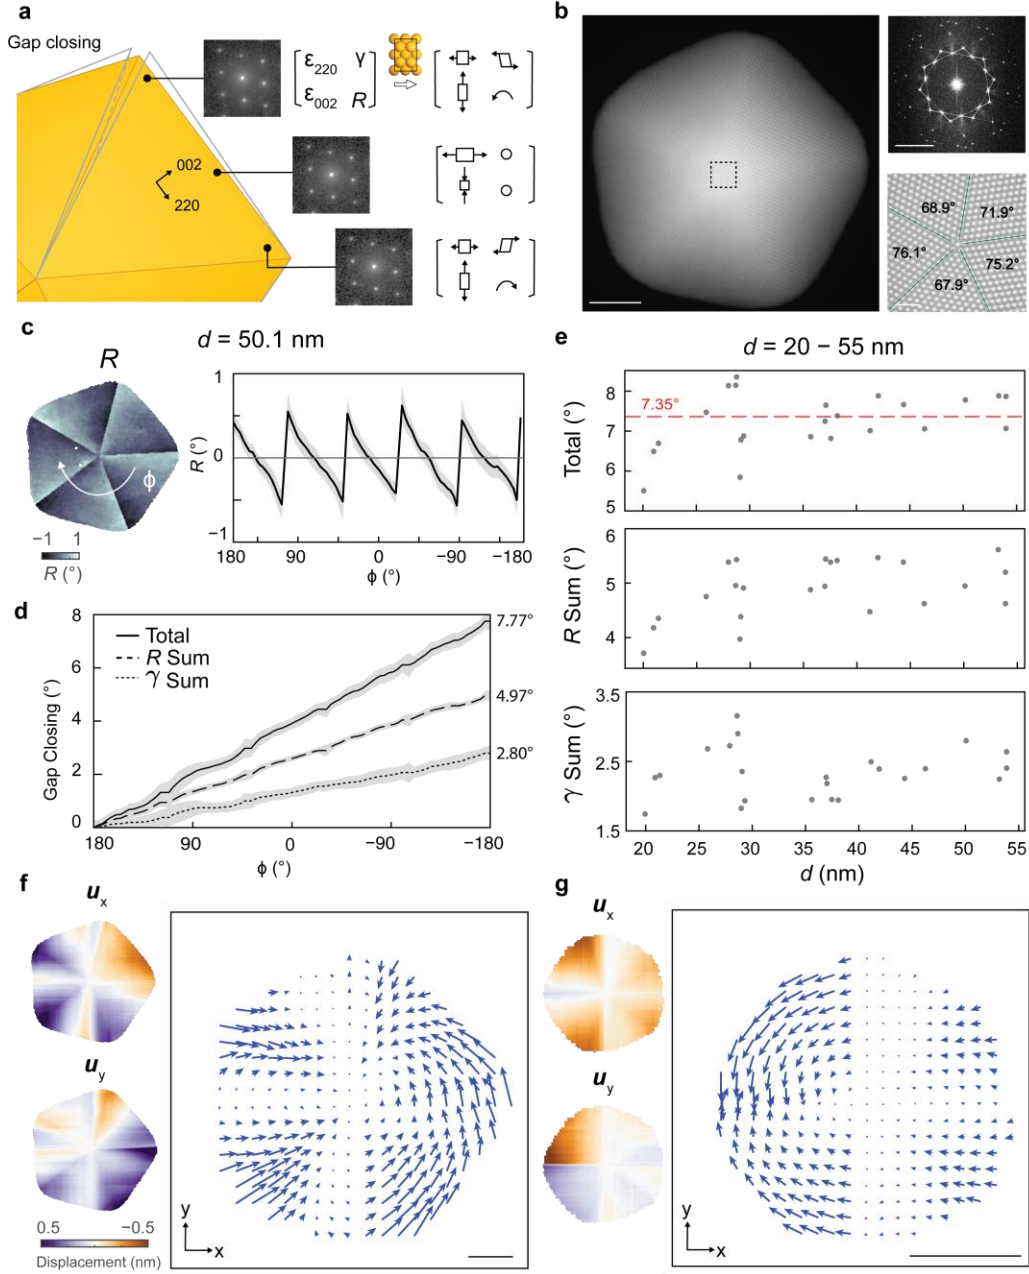 a
Gap closing
ε220 γ
ε002 R
002
220
b
68.9°
71.9°
76.1°
75.2°
67.9°
c
d = 50.1 nm
R
ϕ
−1 1
R (°)
1
0
−1
R (°)
180 90 0 −90 −180
ϕ (°)
d
8
6
4
2
0
Gap Closing (°)
Total
R Sum
γ Sum
7.77°
4.97°
2.80°
180 90 0 −90 −180
ϕ (°)
e
d = 20 − 55 nm
8
7
6
5
Total (°)
7.35°
6
5
4
R Sum (°)
3.5
2.5
1.5
γ Sum (°)
20 25 30 35 40 45 50 55
d (nm)
f
ux
uy
0.5 −0.5
Displacement (nm)
y
x
g
ux
uy
y
x